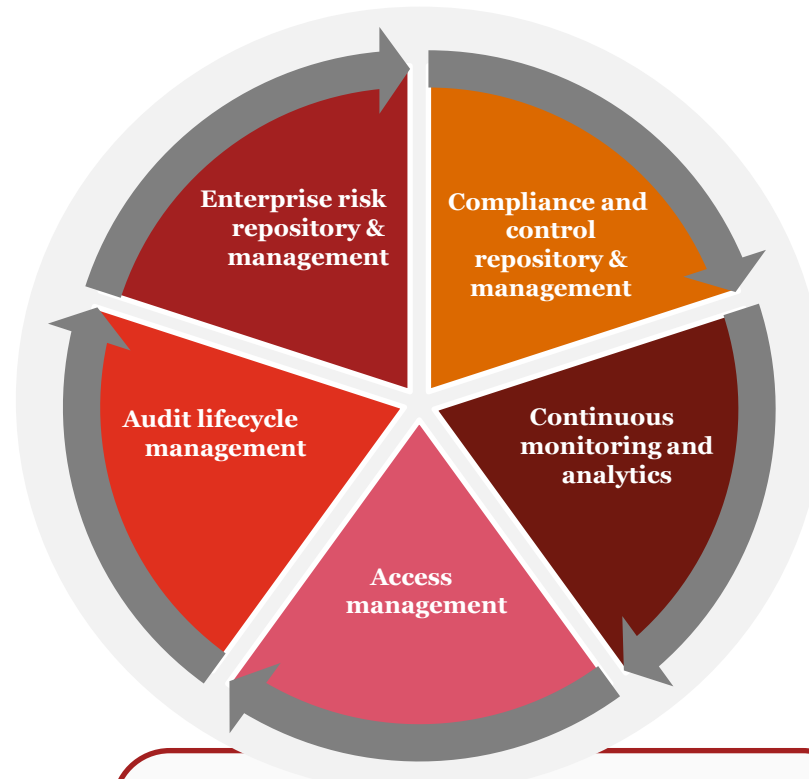 Enterprise risk
repository &
management
Compliance and
control
repository &
management
Continuous
monitoring and
analytics
Access
management
Audit lifecycle
management